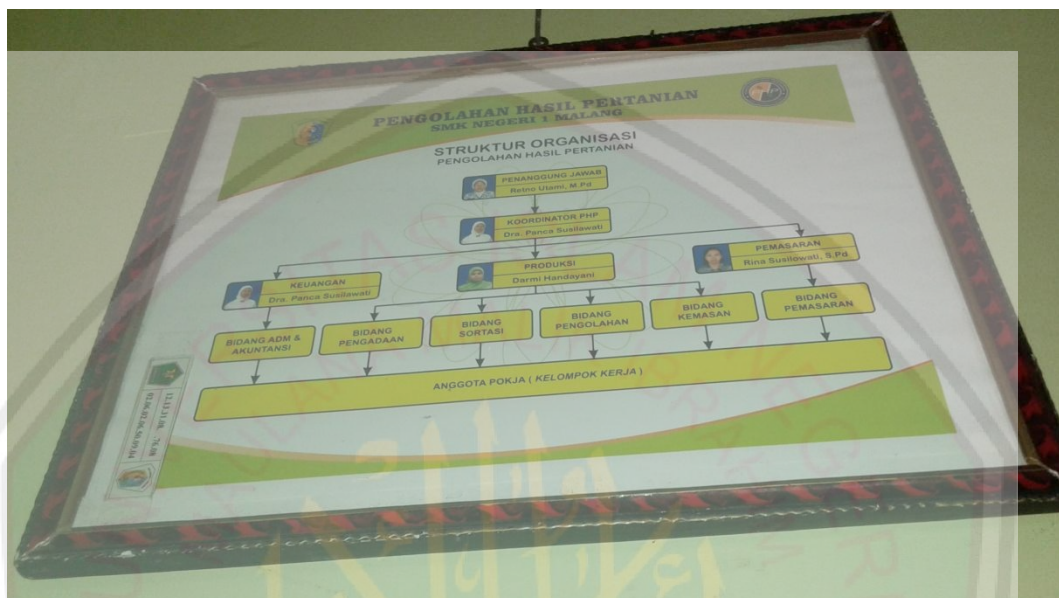 PENGOLAHAN HASIL PERTANIAN
SMK NEGERI 1 MALANG
STRUKTUR ORGANISASI
PENGOLAHAN HASIL PERTANIAN
PENANGGUNG JAWAB
Retno Utami, M.Pd
KOORDINATOR PHP
Dra. Panca Susilawati
KEUANGAN
Dra. Panca Susilawati
PRODUKSI
Darmi Handayani
PEMASARAN
Rina Susilowati, S.Pd
BIDANG ADM &
AKUNTANSI
BIDANG
PENGADAAN
BIDANG
SORTASI
BIDANG
PENGOLAHAN
BIDANG
KEMASAN
BIDANG
PEMASARAN
ANGGOTA POKJA ( KELOMPOK KERJA )